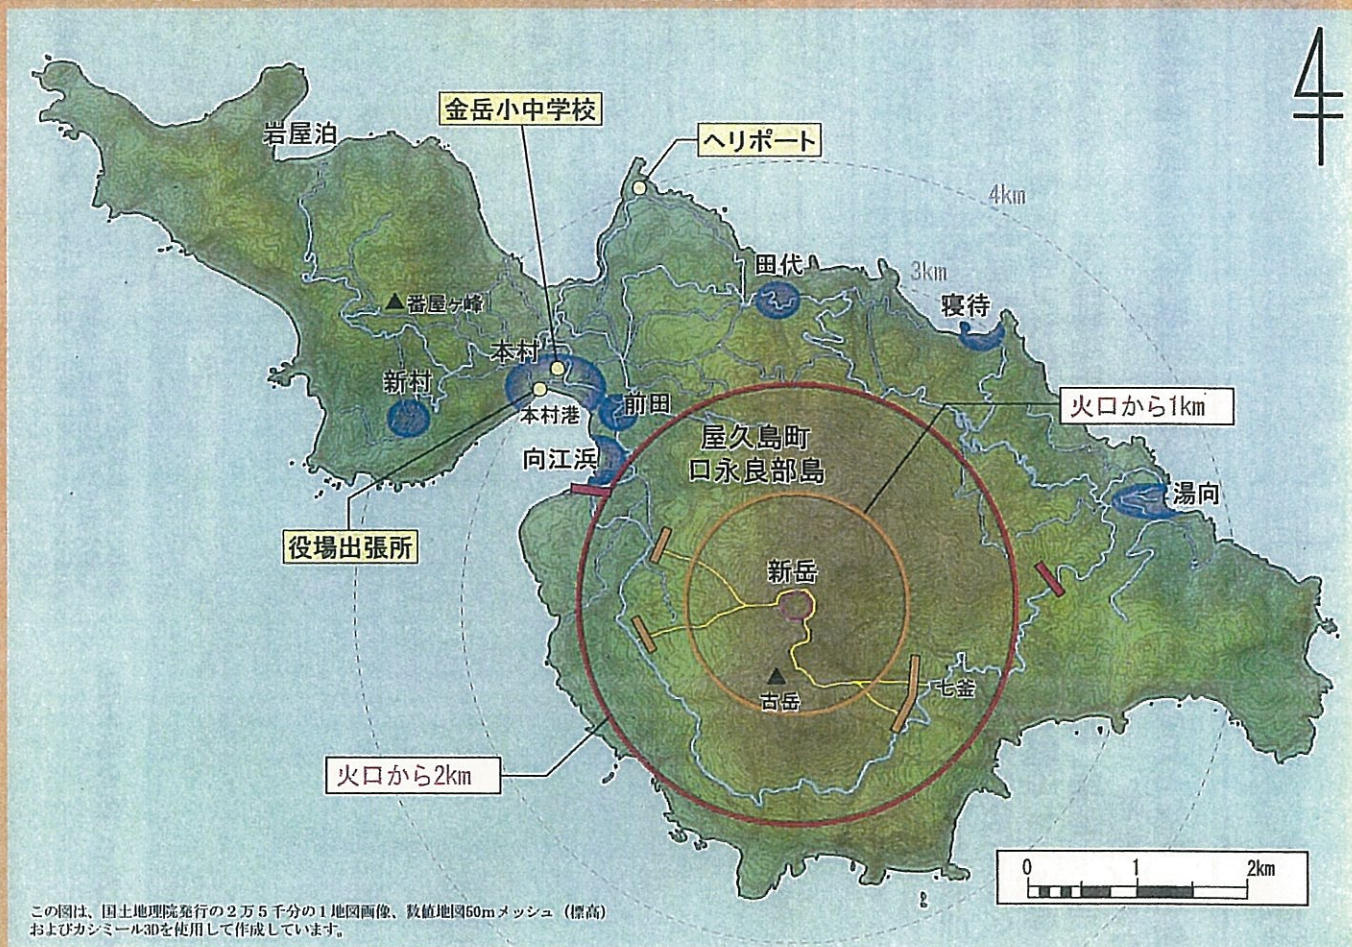 金岳小中学校
ヘリポート
岩屋泊
4km
3km
田代
寝待
番屋ヶ峰
本村
新村
本村港
前田
火口から1km
屋久島町
口永良部島
向江浜
湯向
役場出張所
新岳
古岳
七釜
火口から2km
0 1 2km
この図は、国土地理院発行の2万5千分の1地図画像、数値地図50mメッシュ(標高)
およびカシミール3Dを使用して作成しています。